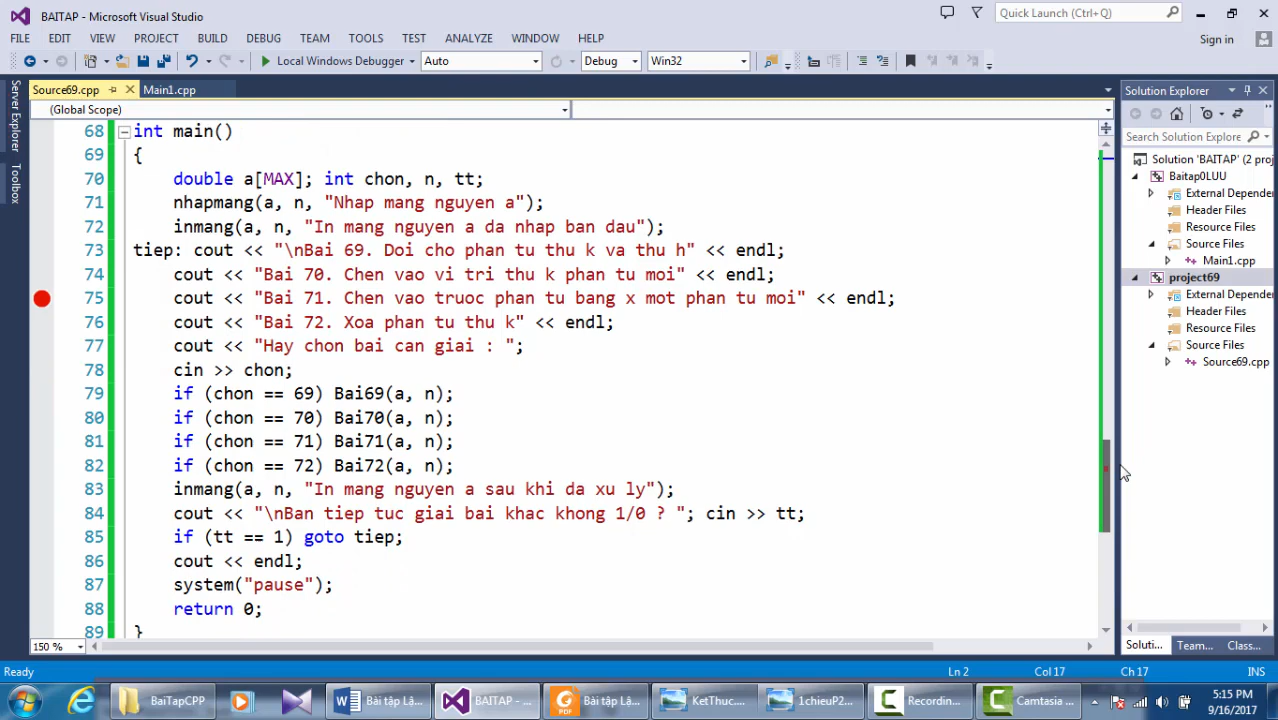 BAITAP - Microsoft Visual Studio
Quick Launch (Ctrl+Q)
FILE EDIT VIEW PROJECT BUILD DEBUG TEAM TOOLS TEST ANALYZE WINDOW HELP
Sign in
Local Windows Debugger Auto Debug Win32
Source69.cpp Main1.cpp
(Global Scope)
Server Explorer
Toolbox
68 int main()
69 {
70 double a[MAX]; int chon, n, tt;
71 nhapmang(a, n, "Nhap mang nguyen a");
72 inmang(a, n, "In mang nguyen a da nhap ban dau");
73 tiep: cout << "\nBai 69. Doi cho phan tu thu k va thu h" << endl;
74 cout << "Bai 70. Chen vao vi tri thu k phan tu moi" << endl;
75 cout << "Bai 71. Chen vao truoc phan tu bang x mot phan tu moi" << endl;
76 cout << "Bai 72. Xoa phan tu thu k" << endl;
77 cout << "Hay chon bai can giai : ";
78 cin >> chon;
79 if (chon == 69) Bai69(a, n);
80 if (chon == 70) Bai70(a, n);
81 if (chon == 71) Bai71(a, n);
82 if (chon == 72) Bai72(a, n);
83 inmang(a, n, "In mang nguyen a sau khi da xu ly");
84 cout << "\nBan tiep tuc giai bai khac khong 1/0 ? "; cin >> tt;
85 if (tt == 1) goto tiep;
86 cout << endl;
87 system("pause");
88 return 0;
89 }
150 %
Solution Explorer
Search Solution Explore
Solution 'BAITAP' (2 proj
Baitap0LUU
External Depende
Header Files
Resource Files
Source Files
Main1.cpp
project69
External Depende
Header Files
Resource Files
Source Files
Source69.cpp
Soluti... Team... Class...
Ready Ln 2 Col 17 Ch 17 INS
BaiTapCPP Bài tập Lậ... BAITAP - ... Bài tập Lậ... KetThuc.... 1chieuP2... Recordin... Camtasia ...
PDF
5:15 PM
9/16/2017